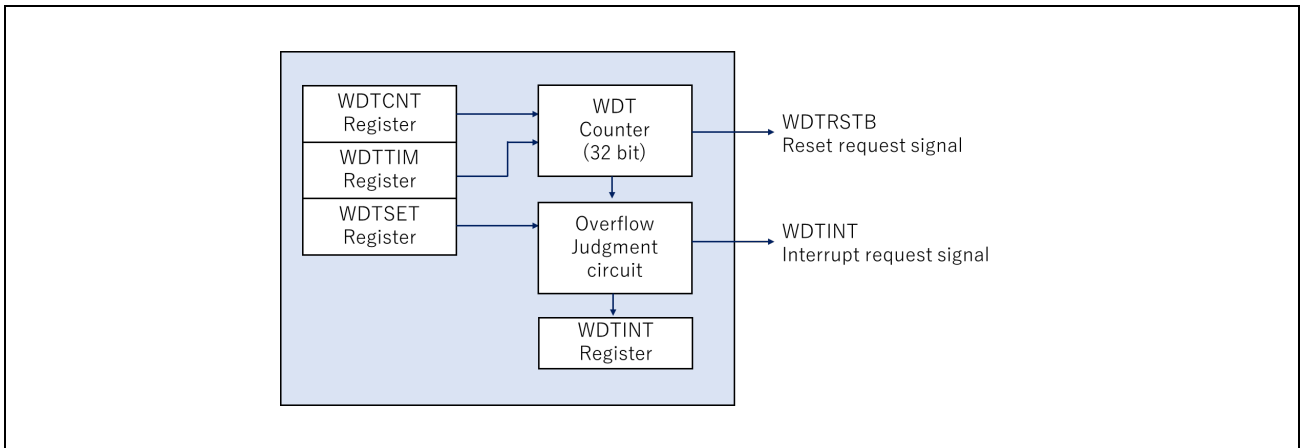 WDTCNT
Register
WDTTIM
Register
WDTSET
Register
WDT
Counter
(32 bit)
WDTRSTB
Reset request signal
Overflow
Judgment
circuit
WDTINT
Interrupt request signal
WDTINT
Register